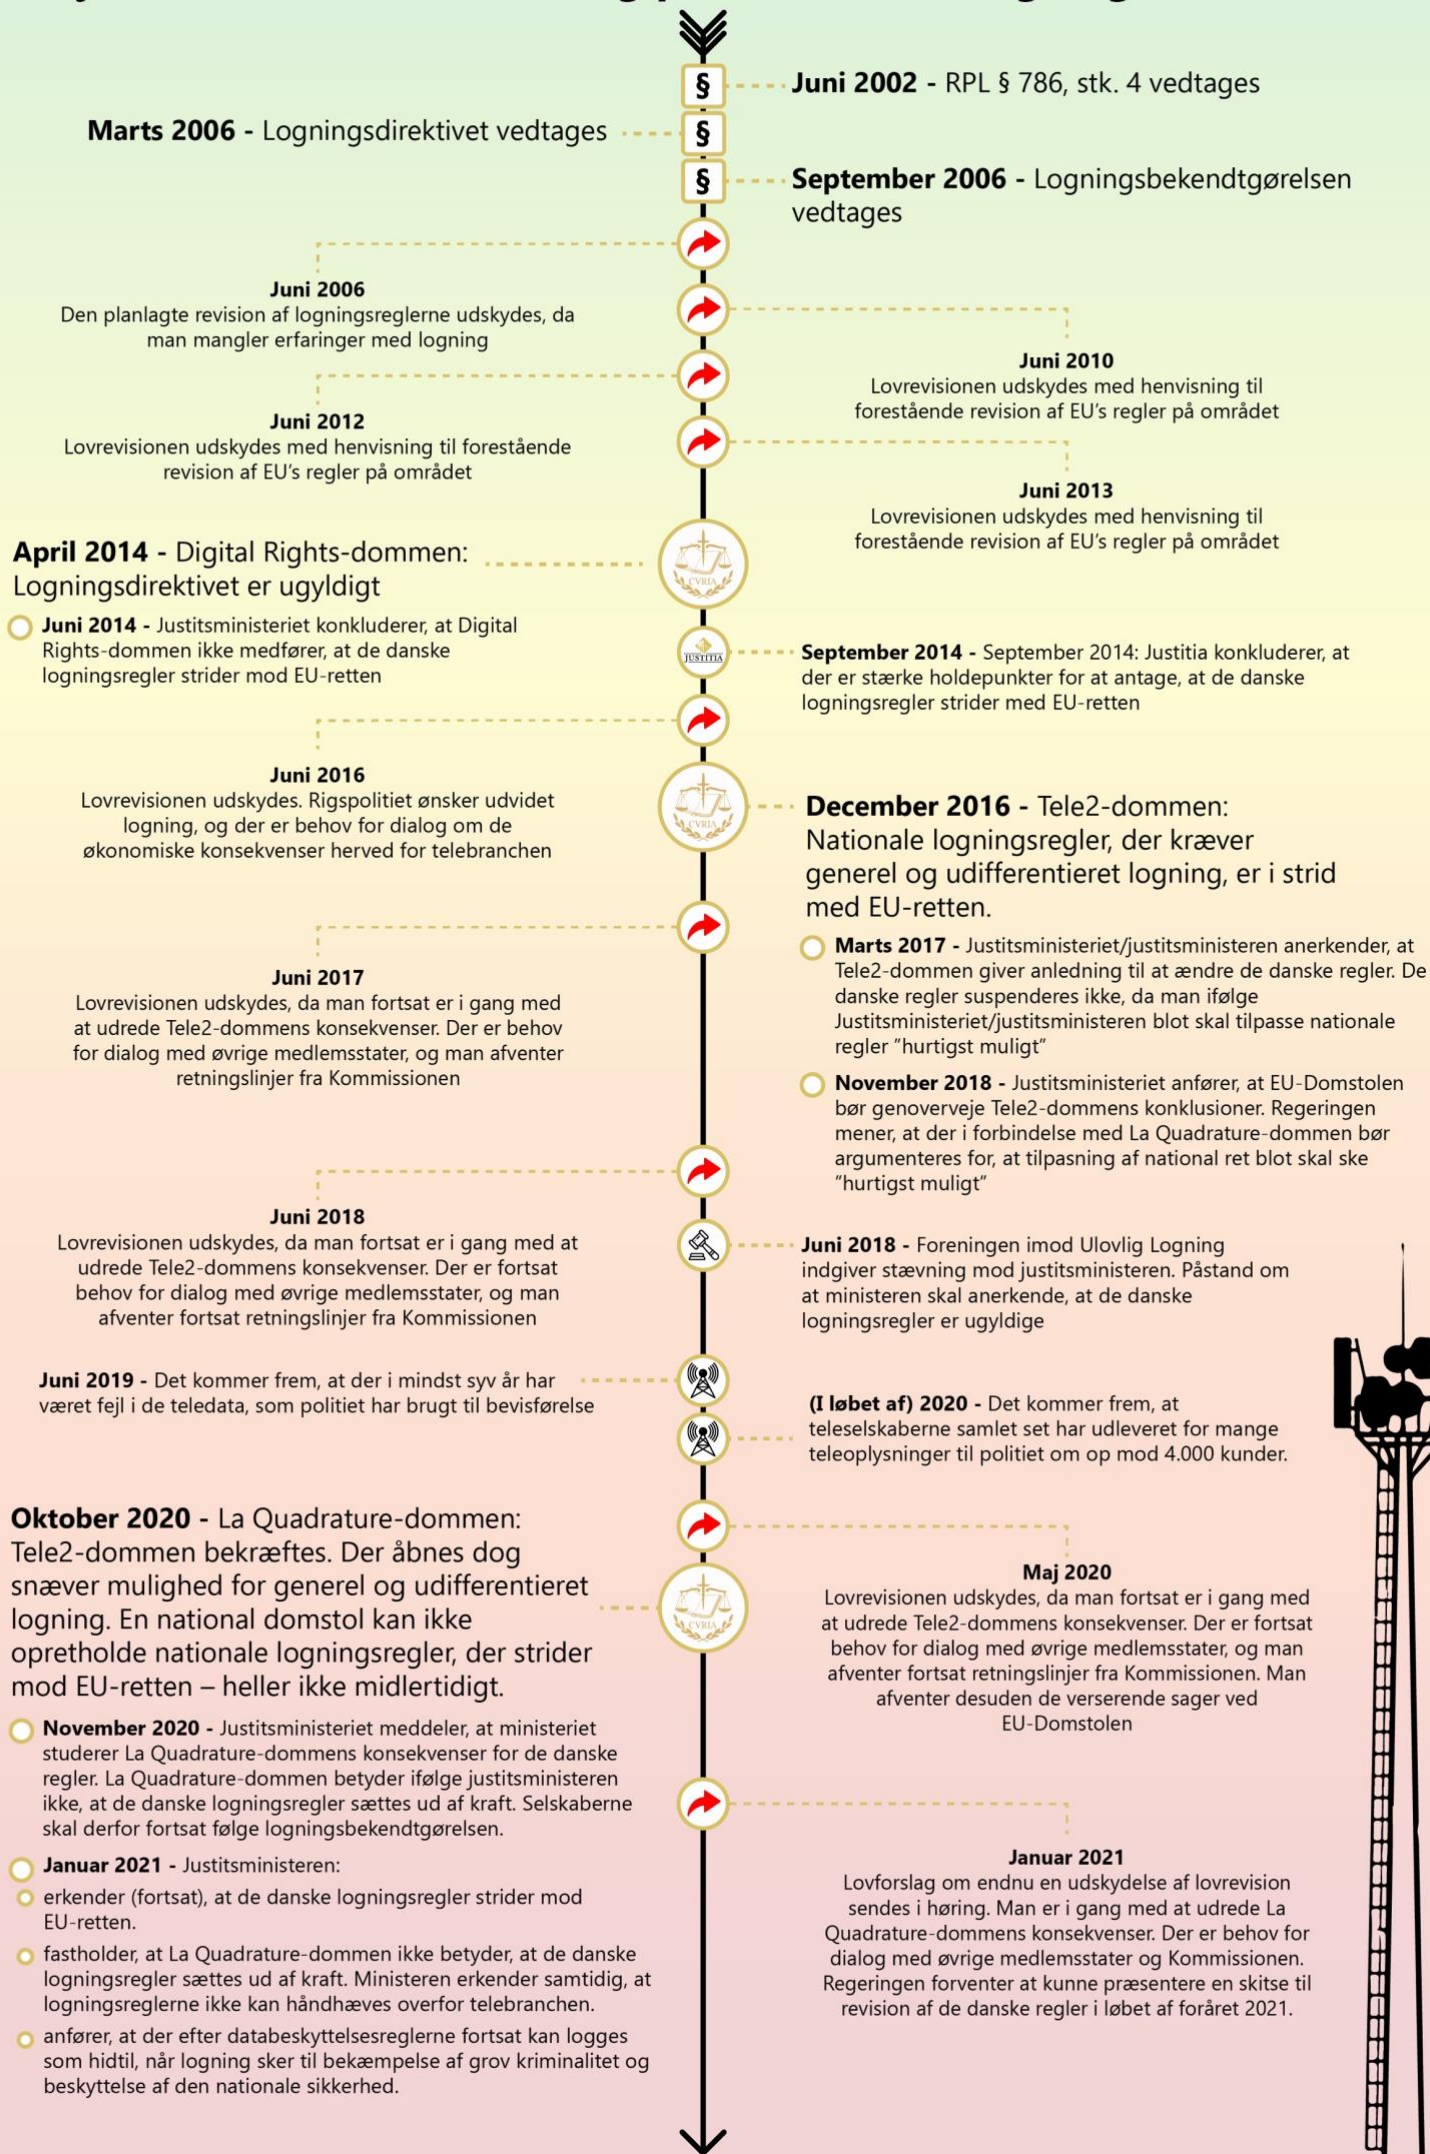 §
Juni 2002 - RPL § 786, stk. 4 vedtages
Marts 2006 - Logningsdirektivet vedtages
§
§
September 2006 - Logningsbekendtgørelsen
vedtages
Juni 2006
Den planlagte revision af logningsreglerne udskydes, da
man mangler erfaringer med logning
Juni 2010
Lovrevisionen udskydes med henvisning til
forestående revision af EU's regler på området
Juni 2012
Lovrevisionen udskydes med henvisning til forestående
revision af EU's regler på området
Juni 2013
Lovrevisionen udskydes med henvisning til
forestående revision af EU's regler på området
April 2014 - Digital Rights-dommen:
Logningsdirektivet er ugyldigt
CVRIA
Juni 2014 - Justitsministeriet konkluderer, at Digital
Rights-dommen ikke medfører, at de danske
logningsregler strider mod EU-retten
JUSTITIA
September 2014 - September 2014: Justitia konkluderer, at
der er stærke holdepunkter for at antage, at de danske
logningsregler strider med EU-retten
Juni 2016
Lovrevisionen udskydes. Rigspolitiet ønsker udvidet
logning, og der er behov for dialog om de
økonomiske konsekvenser herved for telebranchen
CVRIA
December 2016 - Tele2-dommen:
Nationale logningsregler, der kræver
generel og udifferentieret logning, er i strid
med EU-retten.
Marts 2017 - Justitsministeriet/justitsministeren anerkender, at
Tele2-dommen giver anledning til at ændre de danske regler. De
danske regler suspenderes ikke, da man ifølge
Justitsministeriet/justitsministeren blot skal tilpasse nationale
regler ”hurtigst muligt”
November 2018 - Justitsministeriet anfører, at EU-Domstolen
bør genoverveje Tele2-dommens konklusioner. Regeringen
mener, at der i forbindelse med La Quadrature-dommen bør
argumenteres for, at tilpasning af national ret blot skal ske
”hurtigst muligt”
Juni 2017
Lovrevisionen udskydes, da man fortsat er i gang med
at udrede Tele2-dommens konsekvenser. Der er behov
for dialog med øvrige medlemsstater, og man afventer
retningslinjer fra Kommissionen
Juni 2018
Lovrevisionen udskydes, da man fortsat er i gang med at
udrede Tele2-dommens konsekvenser. Der er fortsat
behov for dialog med øvrige medlemsstater, og man
afventer fortsat retningslinjer fra Kommissionen
Juni 2018 - Foreningen imod Ulovlig Logning
indgiver stævning mod justitsministeren. Påstand om
at ministeren skal anerkende, at de danske
logningsregler er ugyldige
Juni 2019 - Det kommer frem, at der i mindst syv år har
været fejl i de teledata, som politiet har brugt til bevisførelse
(I løbet af) 2020 - Det kommer frem, at
teleselskaberne samlet set har udleveret for mange
teleoplysninger til politiet om op mod 4.000 kunder.
Oktober 2020 - La Quadrature-dommen:
Tele2-dommen bekræftes. Der åbnes dog
snæver mulighed for generel og udifferentieret
logning. En national domstol kan ikke
opretholde nationale logningsregler, der strider
mod EU-retten – heller ikke midlertidigt.
CVRIA
Maj 2020
Lovrevisionen udskydes, da man fortsat er i gang med
at udrede Tele2-dommens konsekvenser. Der er fortsat
behov for dialog med øvrige medlemsstater, og man
afventer fortsat retningslinjer fra Kommissionen. Man
afventer desuden de verserende sager ved
EU-Domstolen
November 2020 - Justitsministeriet meddeler, at ministeriet
studerer La Quadrature-dommens konsekvenser for de danske
regler. La Quadrature-dommen betyder ifølge justitsministeren
ikke, at de danske logningsregler sættes ud af kraft. Selskaberne
skal derfor fortsat følge logningsbekendtgørelsen.
Januar 2021 - Justitsministeren:
erkender (fortsat), at de danske logningsregler strider mod
EU-retten.
fastholder, at La Quadrature-dommen ikke betyder, at de danske
logningsregler sættes ud af kraft. Ministeren erkender samtidig, at
logningsreglerne ikke kan håndhæves overfor telebranchen.
anfører, at der efter databeskyttelsesreglerne fortsat kan logges
som hidtil, når logning sker til bekæmpelse af grov kriminalitet og
beskyttelse af den nationale sikkerhed.
Januar 2021
Lovforslag om endnu en udskydelse af lovrevision
sendes i høring. Man er i gang med at udrede La
Quadrature-dommens konsekvenser. Der er behov for
dialog med øvrige medlemsstater og Kommissionen.
Regeringen forventer at kunne præsentere en skitse til
revision af de danske regler i løbet af foråret 2021.